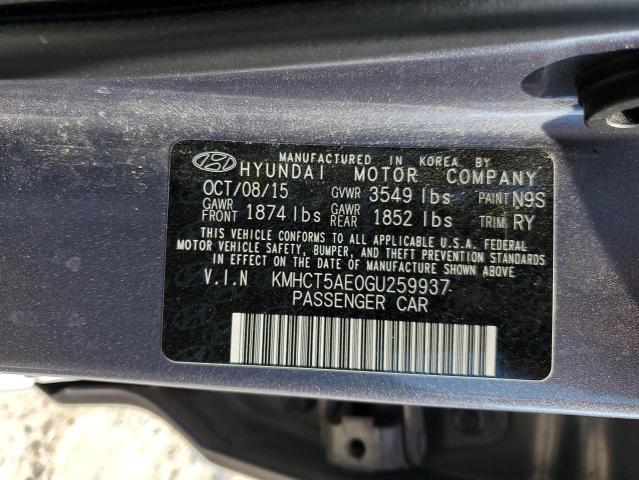 MANUFACTURED IN KOREA BY
HYUNDAI MOTOR COMPANY
OCT/08/15 GVWR 3549 lbs PAINT N9S
GAWR FRONT 1874 lbs GAWR REAR 1852 lbs TRIM RY
THIS VEHICLE CONFORMS TO ALL APPLICABLE U.S.A. FEDERAL
MOTOR VEHICLE SAFETY, BUMPER, AND THEFT PREVENTION STANDARDS
IN EFFECT ON THE DATE OF MANUFACTURE SHOWN ABOVE
V.I.N KMHCT5AE0GU259937
PASSENGER CAR